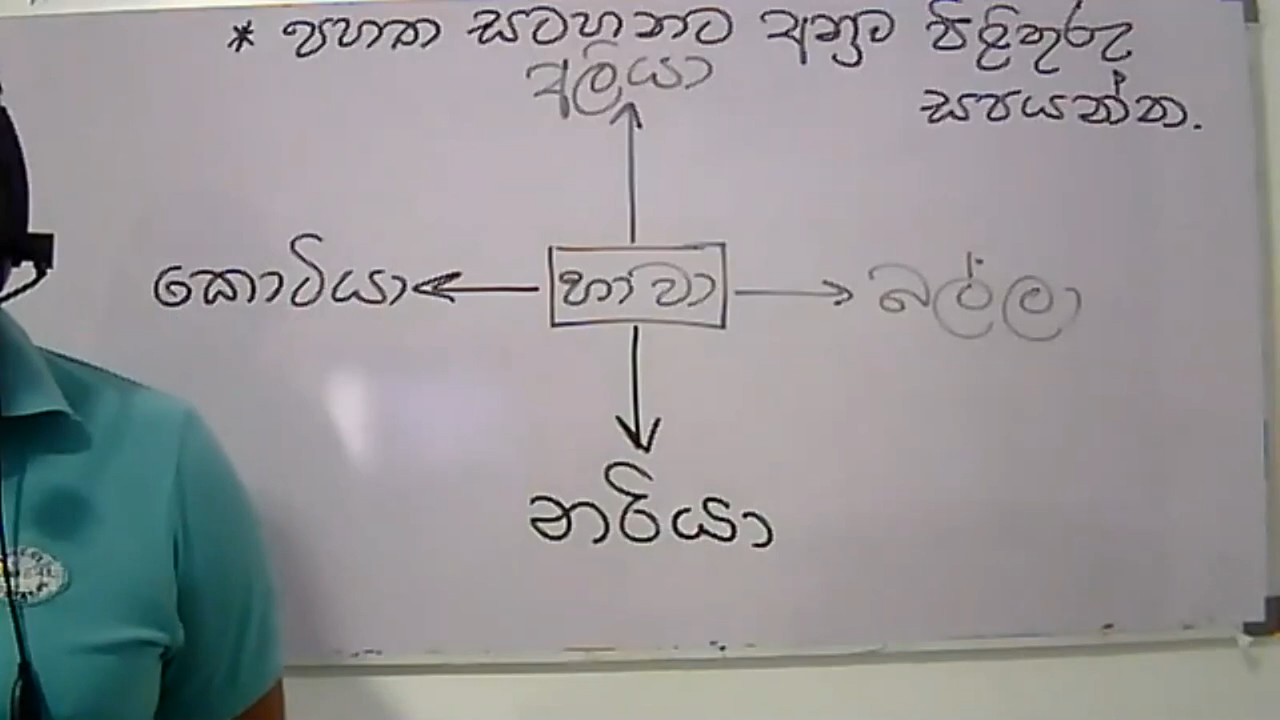 * පහත සටහනට අනුව පිළිතුරු
සපයන්න.
අලියා
කොටියා
හාවා
බල්ලා
නරියා